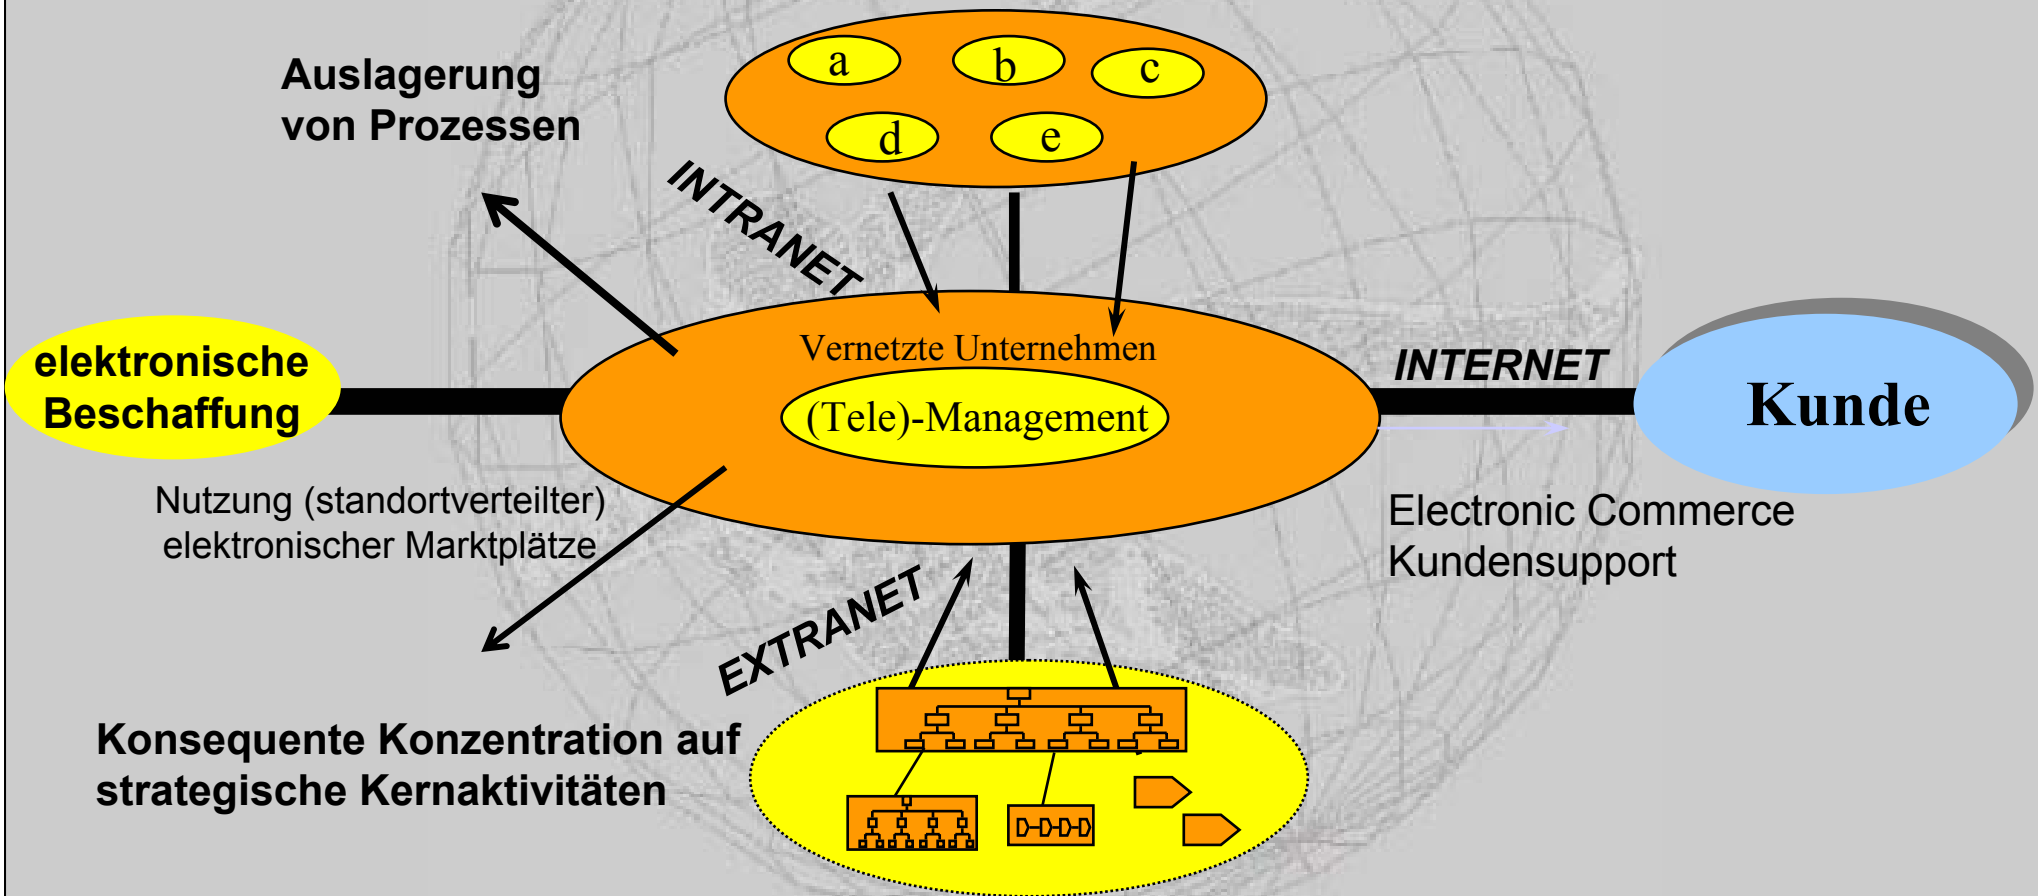 a
b
c
d
e
Auslagerung
von Prozessen
INTRANET
Vernetzte Unternehmen
(Tele)-Management
elektronische
Beschaffung
INTERNET
Kunde
Nutzung (standortverteilter)
elektronischer Marktplätze
Electronic Commerce
Kundensupport
EXTRANET
Konsequente Konzentration auf
strategische Kernaktivitäten